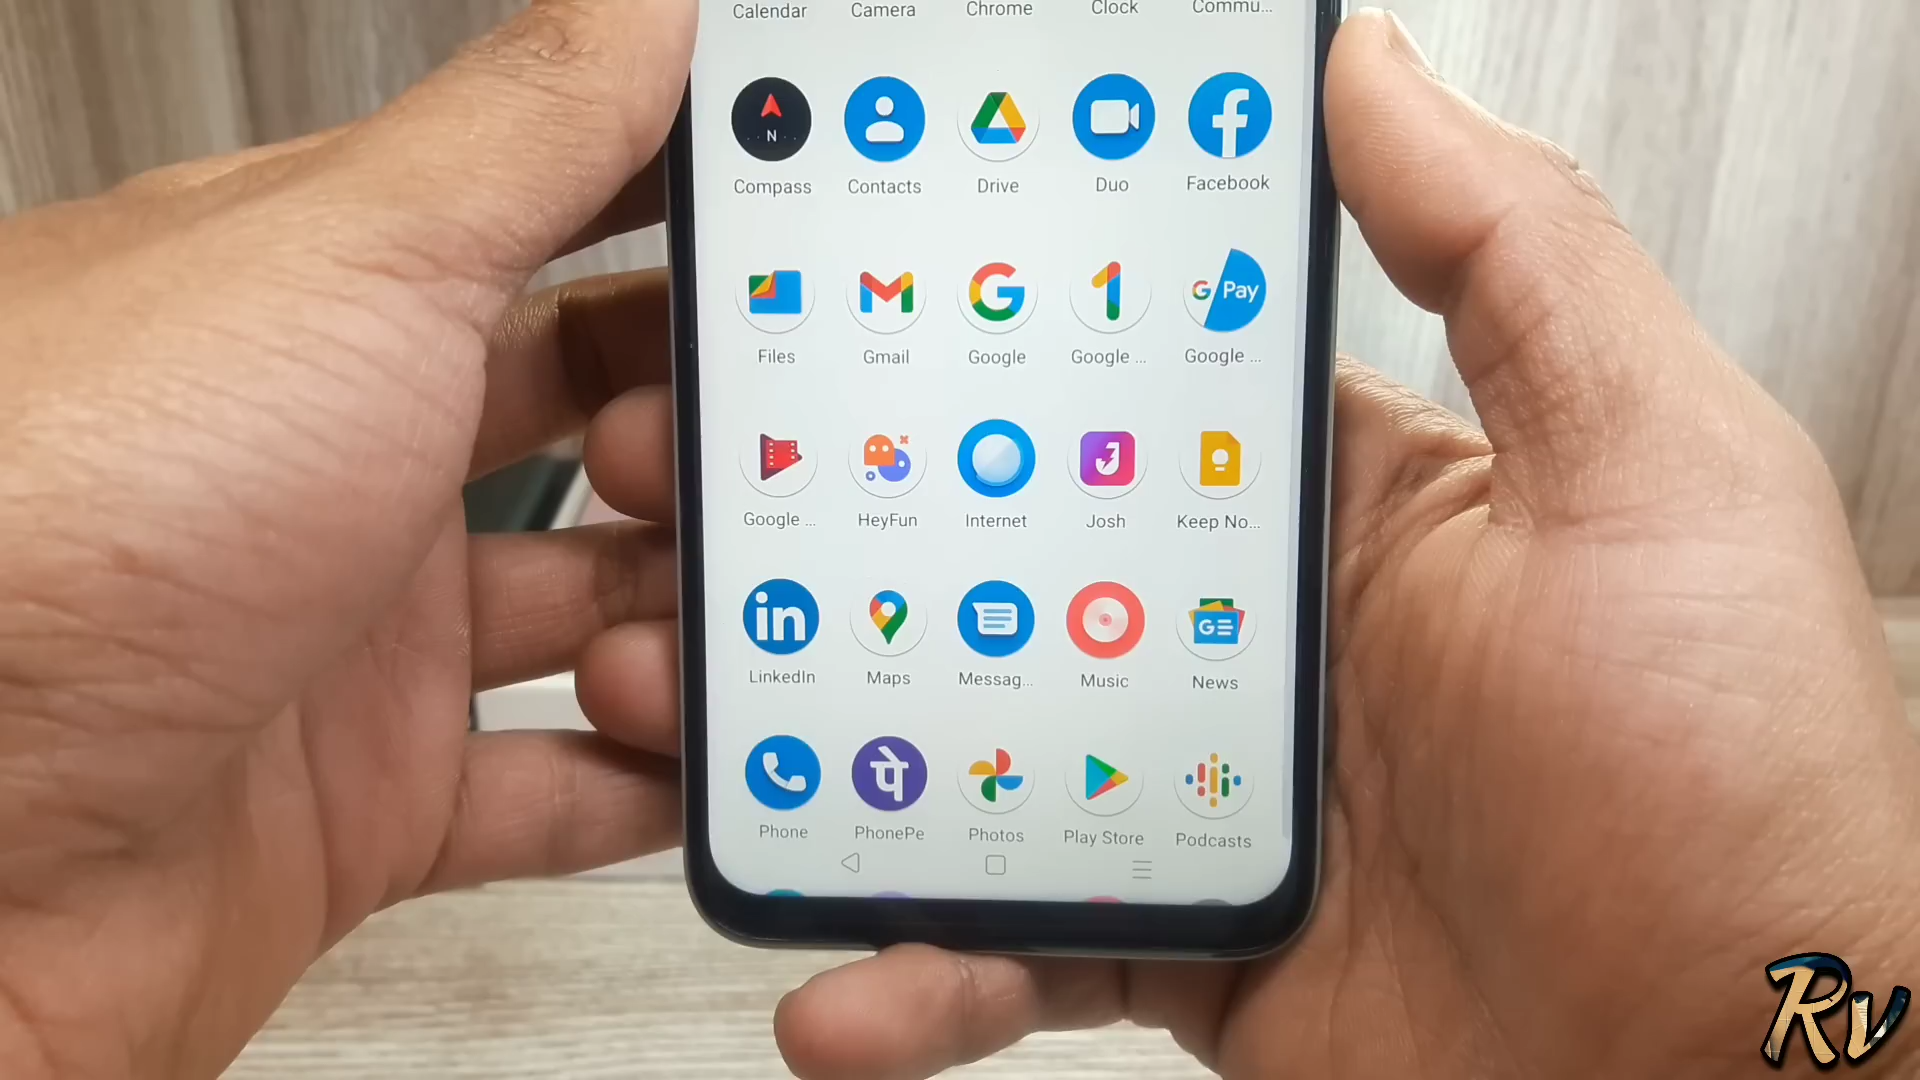 Calendar Camera Chrome Clock Commu...
N
Compass Contacts Drive Duo Facebook
G Pay
Files Gmail Google Google ... Google ...
Google ... HeyFun Internet Josh Keep No...
in
GE
LinkedIn Maps Messag... Music News
पे
Phone PhonePe Photos Play Store Podcasts
Rv